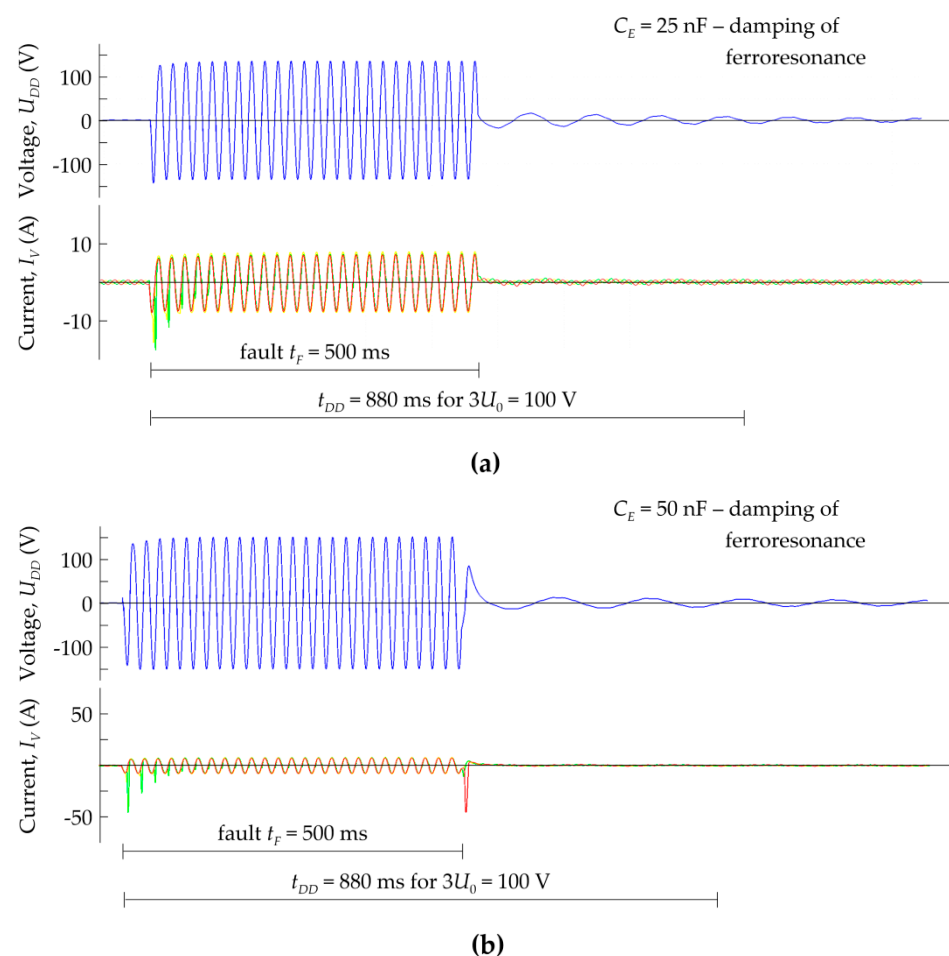 C_E = 25 nF – damping of
ferroresonance
Voltage, U_DD (V)
100
0
-100
Current, I_V (A)
10
-10
fault t_F = 500 ms
t_DD = 880 ms for 3U_0 = 100 V
(a)
C_E = 50 nF – damping of
ferroresonance
Voltage, U_DD (V)
100
0
-100
Current, I_V (A)
50
-50
fault t_F = 500 ms
t_DD = 880 ms for 3U_0 = 100 V
(b)